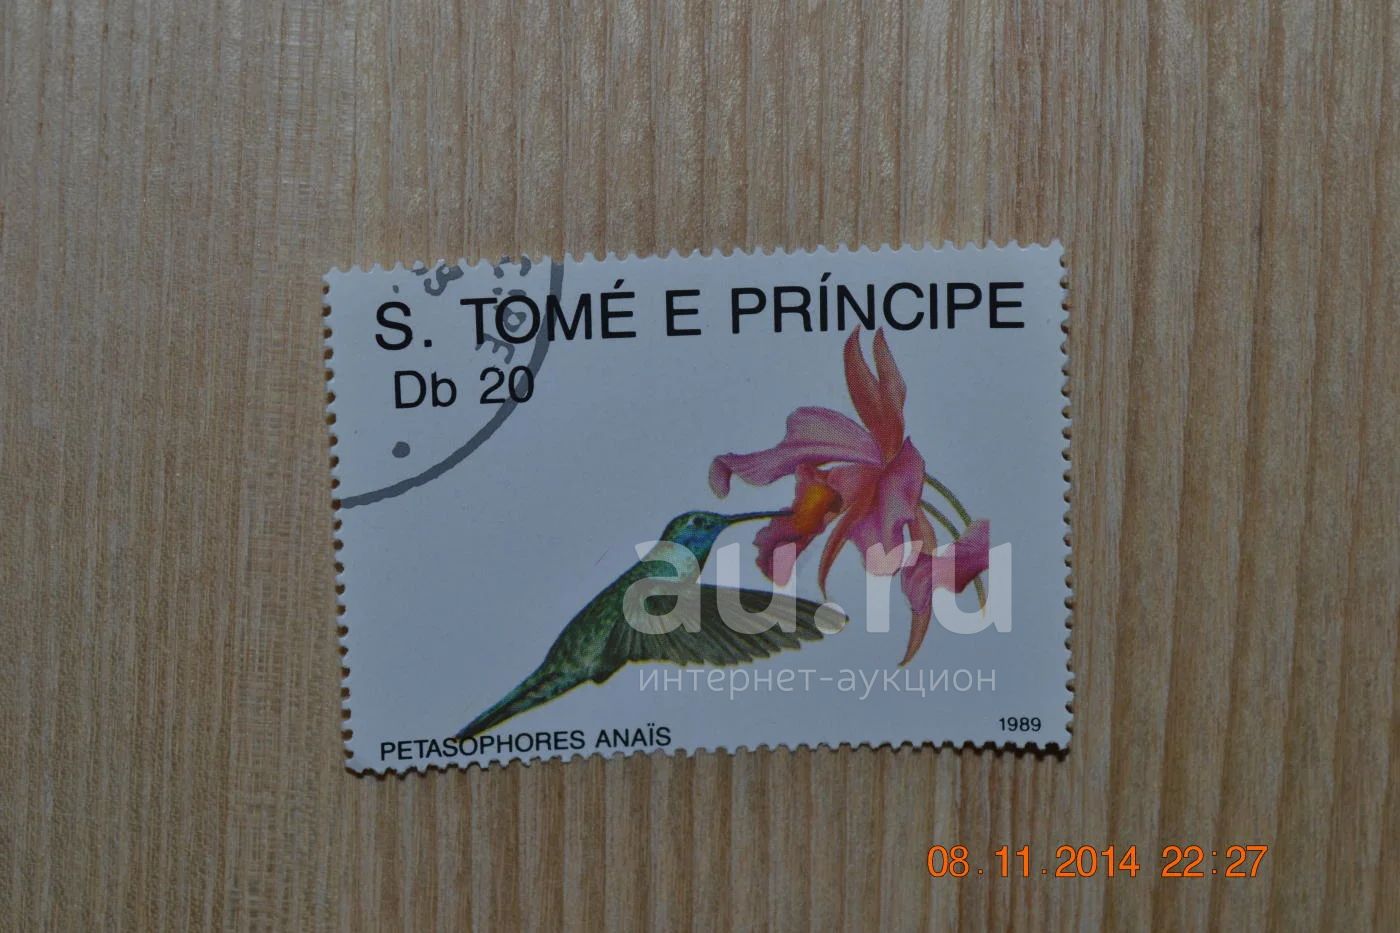 S. TOMÉ E PRÍNCIPE
Db 20
au.ru
интернет-аукцион
PETASOPHORES ANAÏS
1989
08.11.2014 22:27